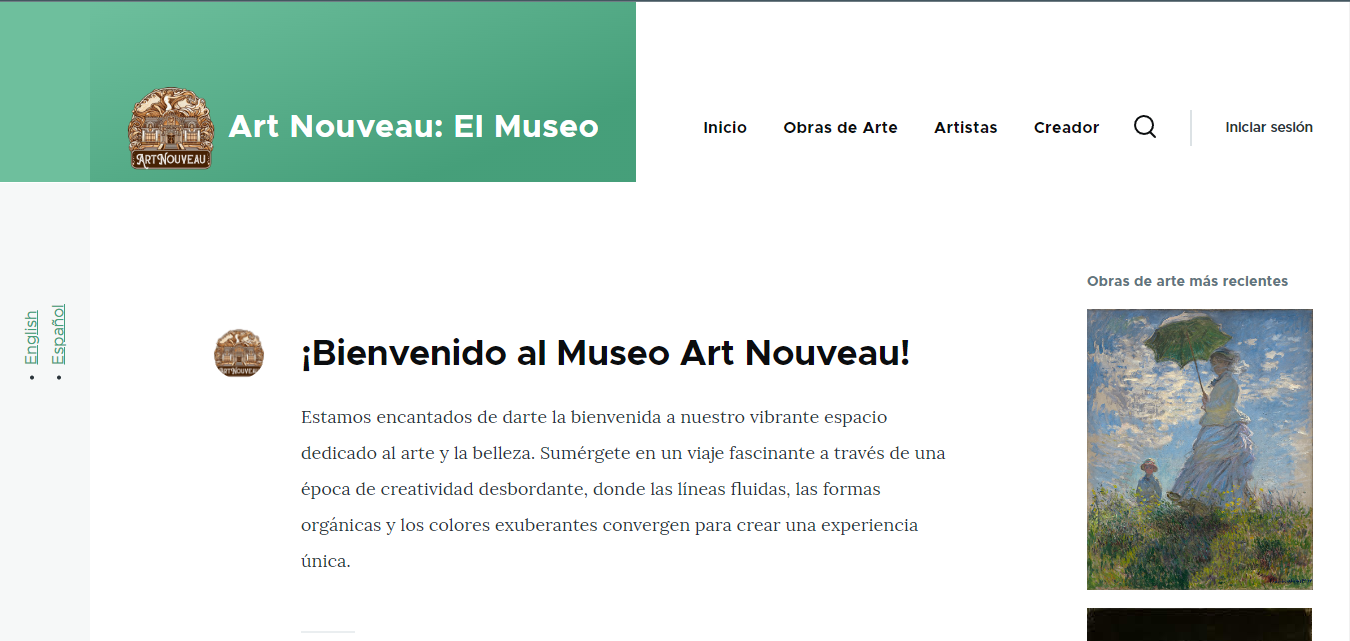 ARTNOUVEAU
Art Nouveau: El Museo
Inicio
Obras de Arte
Artistas
Creador
Iniciar sesión
English
Español
Obras de arte más recientes
ARTNOUVEAU
¡Bienvenido al Museo Art Nouveau!
Estamos encantados de darte la bienvenida a nuestro vibrante espacio
dedicado al arte y la belleza. Sumérgete en un viaje fascinante a través de una
época de creatividad desbordante, donde las líneas fluidas, las formas
orgánicas y los colores exuberantes convergen para crear una experiencia
única.